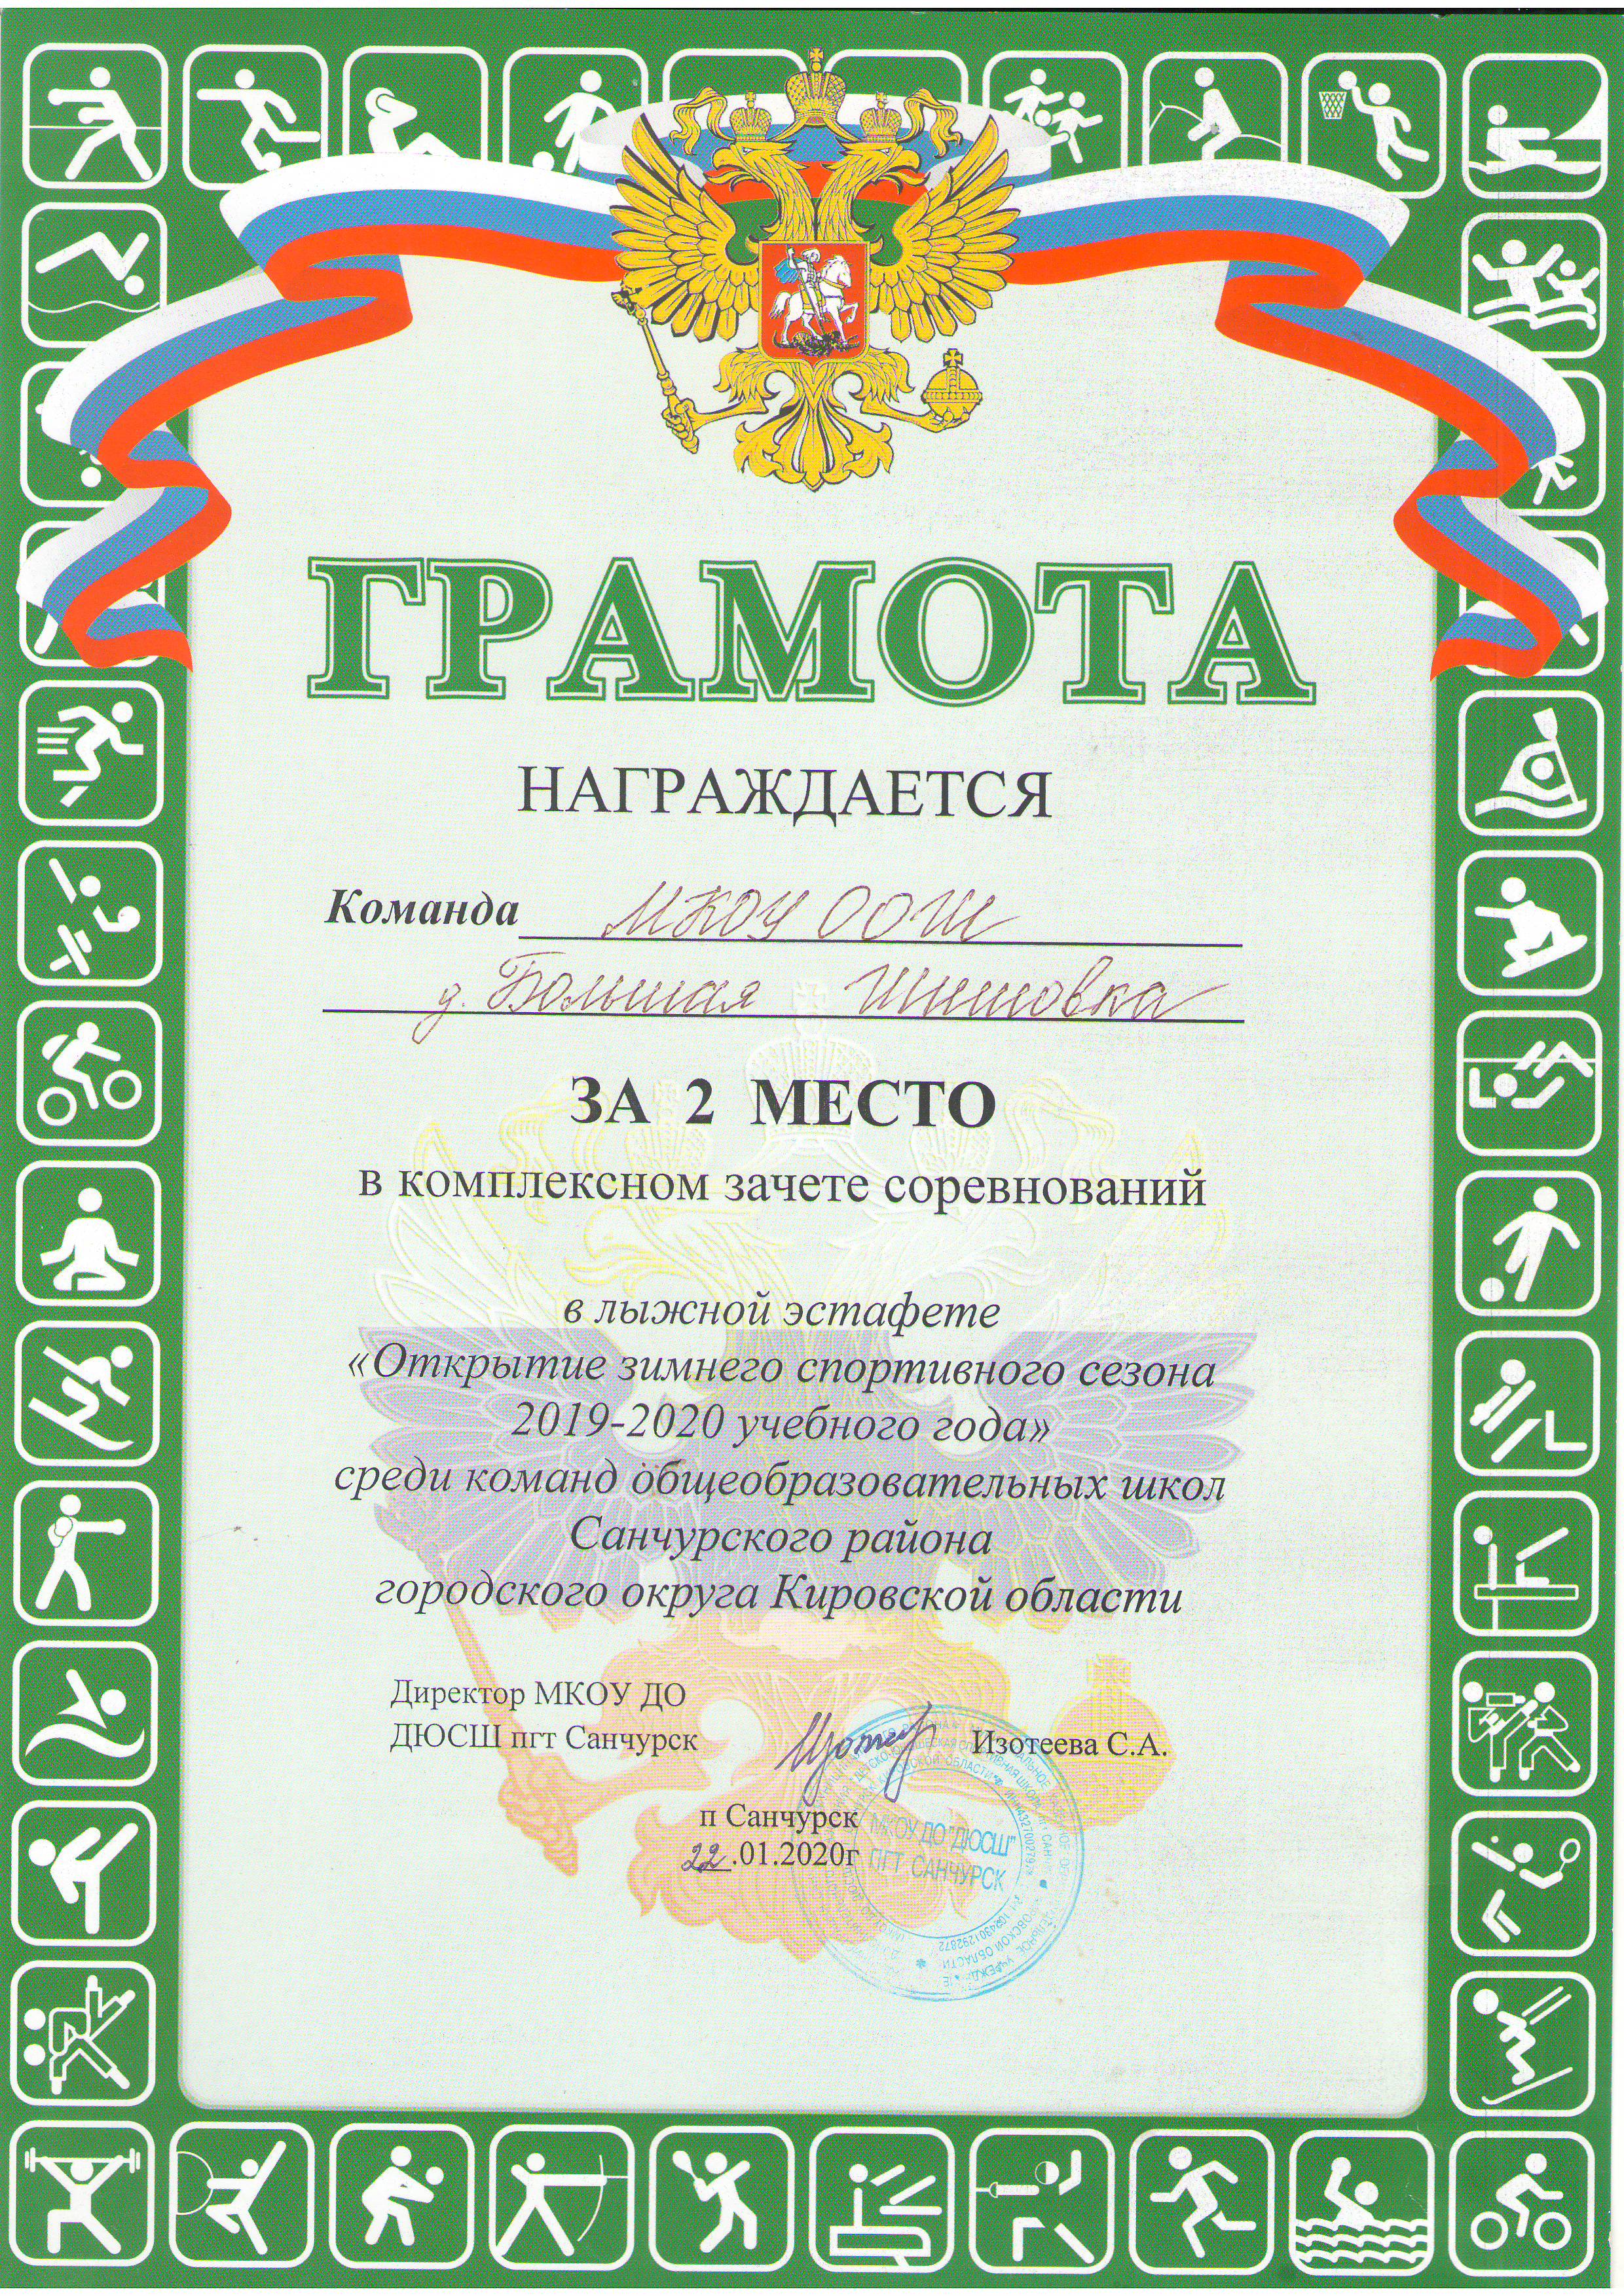 ГРАМОТА
НАГРАЖДАЕТСЯ
Команда МКОУ ООШ
д. Большая Шишовка
ЗА 2 МЕСТО
в комплексном зачете соревнований
в лыжной эстафете
«Открытие зимнего спортивного сезона
2019-2020 учебного года»
среди команд общеобразовательных школ
Санчурского района
городского округа Кировской области
Директор МКОУ ДО
ДЮСШ пгт Санчурск
Изотеева С.А.
п Санчурск
22.01.2020г
МКОУ ДО "ДЮСШ"
ПГТ САНЧУРСК